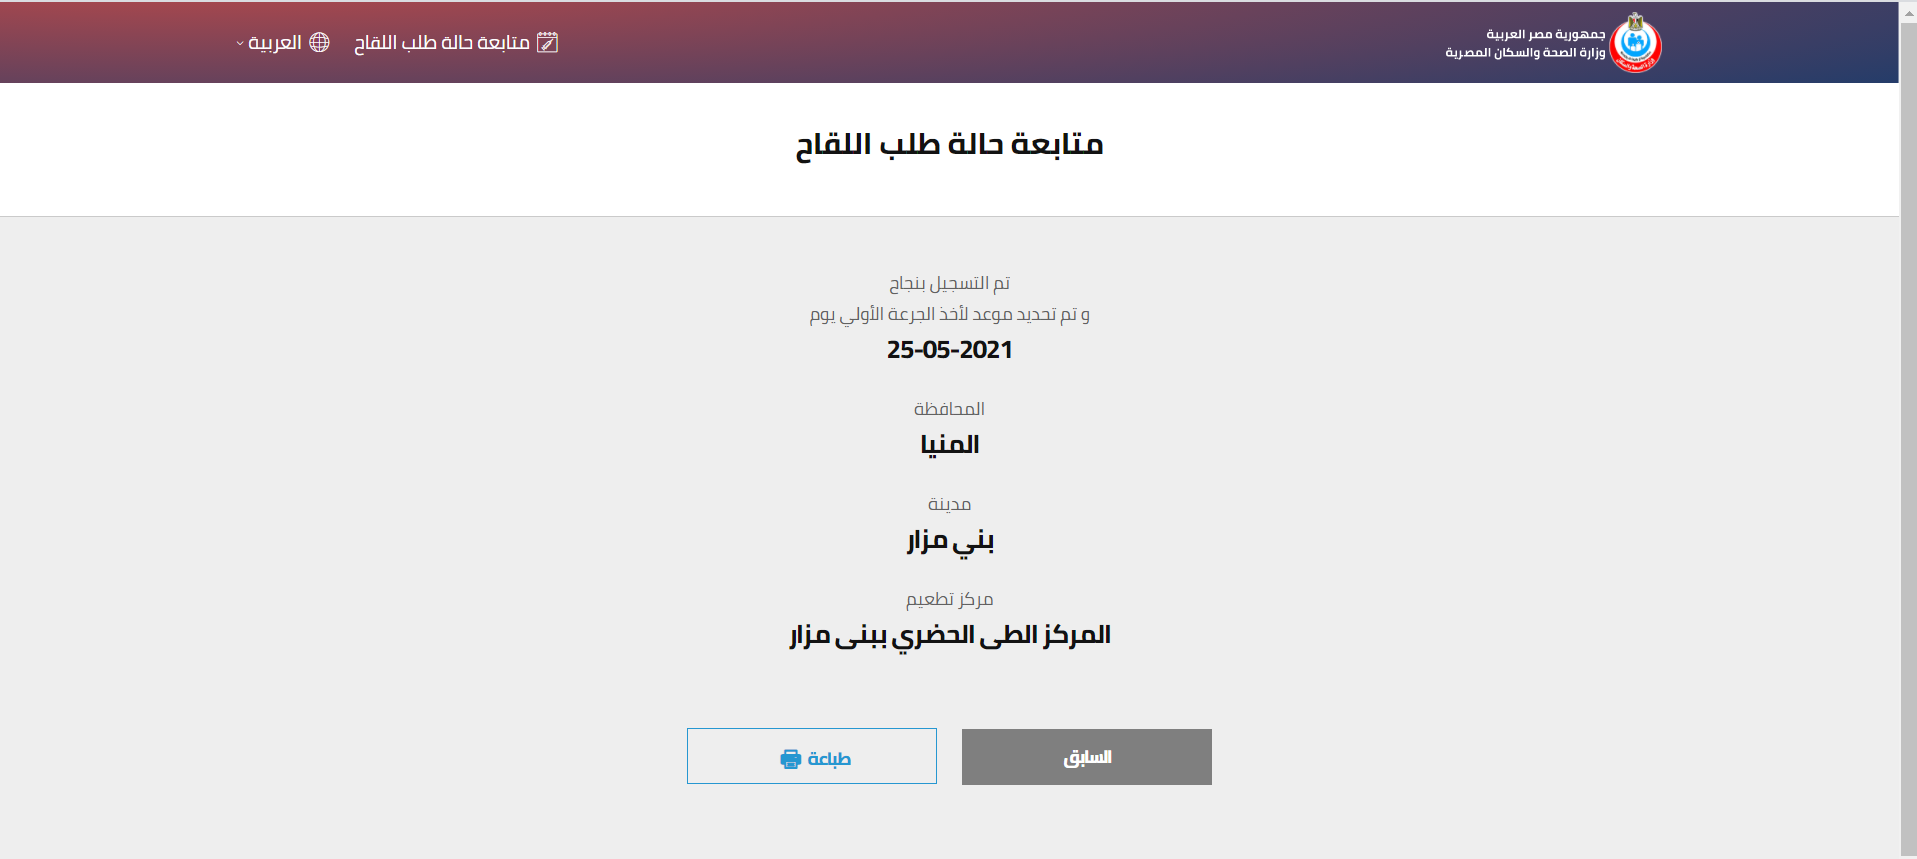 جمهورية مصر العربية
وزارة الصحة والسكان المصرية
متابعة حالة طلب اللقاح
العربية
متابعة حالة طلب اللقاح
تم التسجيل بنجاح
و تم تحديد موعد لأخذ الجرعة الأولي يوم
25-05-2021
المحافظة
المنيا
مدينة
بني مزار
مركز تطعيم
المركز الطى الحضري ببنى مزار
السابق
طباعة